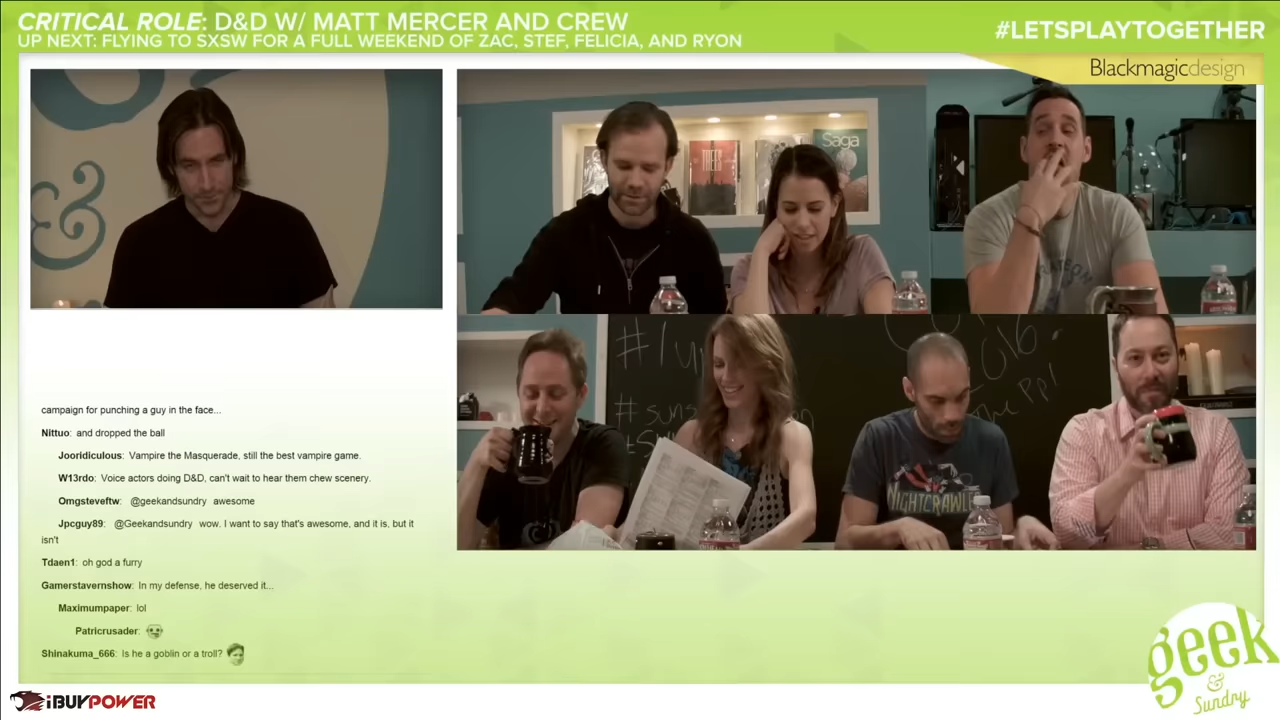 CRITICAL ROLE: D&D W/ MATT MERCER AND CREW
UP NEXT: FLYING TO SXSW FOR A FULL WEEKEND OF ZAC, STEF, FELICIA, AND RYON
#LETSPLAYTOGETHER
Blackmagicdesign
&
TREES
Saga
#
# suns
The Ppl
NIGHTCRAWLE
campaign for punching a guy in the face...
Nittuo: and dropped the ball
Jooridiculous: Vampire the Masquerade, still the best vampire game.
W13rdo: Voice actors doing D&D, can't wait to hear them chew scenery.
Omgsteveftw: @geekandsundry awesome
Jpcguy89: @Geekandsundry wow. I want to say that's awesome, and it is, but it
isn't
Tdaen1: oh god a furry
Gamerstavernshow: In my defense, he deserved it...
Maximumpaper: lol
Patricrusader:
Shinakuma_666: Is he a goblin or a troll?
geek
&
Sundry
iBUYPOWER